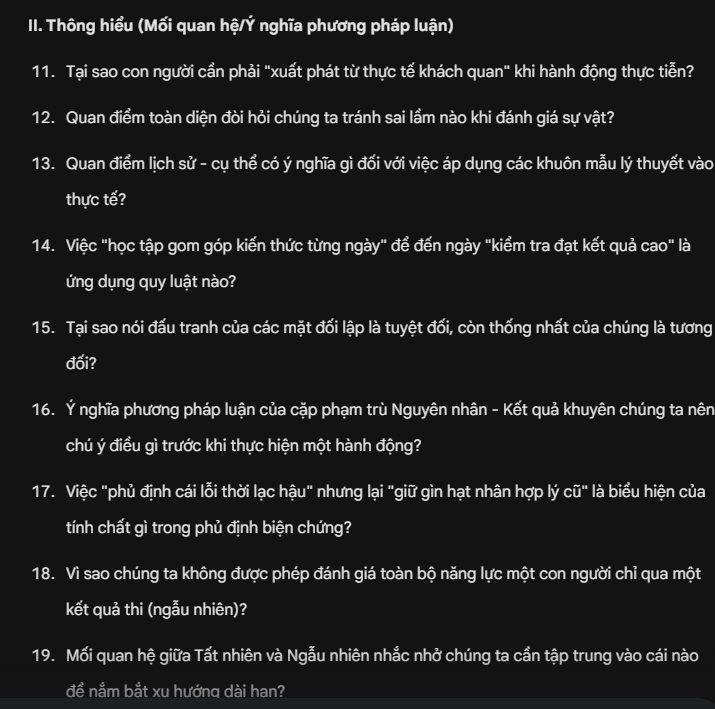 II. Thông hiểu (Mối quan hệ/Ý nghĩa phương pháp luận)
11. Tại sao con người cần phải "xuất phát từ thực tế khách quan" khi hành động thực tiễn?
12. Quan điểm toàn diện đòi hỏi chúng ta tránh sai lầm nào khi đánh giá sự vật?
13. Quan điểm lịch sử - cụ thể có ý nghĩa gì đối với việc áp dụng các khuôn mẫu lý thuyết vào
thực tế?
14. Việc "học tập gom góp kiến thức từng ngày" để đến ngày "kiểm tra đạt kết quả cao" là
ứng dụng quy luật nào?
15. Tại sao nói đấu tranh của các mặt đối lập là tuyệt đối, còn thống nhất của chúng là tương
đối?
16. Ý nghĩa phương pháp luận của cặp phạm trù Nguyên nhân - Kết quả khuyên chúng ta nên
chú ý điều gì trước khi thực hiện một hành động?
17. Việc "phủ định cái lỗi thời lạc hậu" nhưng lại "giữ gìn hạt nhân hợp lý cũ" là biểu hiện của
tính chất gì trong phủ định biện chứng?
18. Vì sao chúng ta không được phép đánh giá toàn bộ năng lực một con người chỉ qua một
kết quả thi (ngẫu nhiên)?
19. Mối quan hệ giữa Tất nhiên và Ngẫu nhiên nhắc nhở chúng ta cần tập trung vào cái nào
để nắm bắt xu hướng dài hạn?